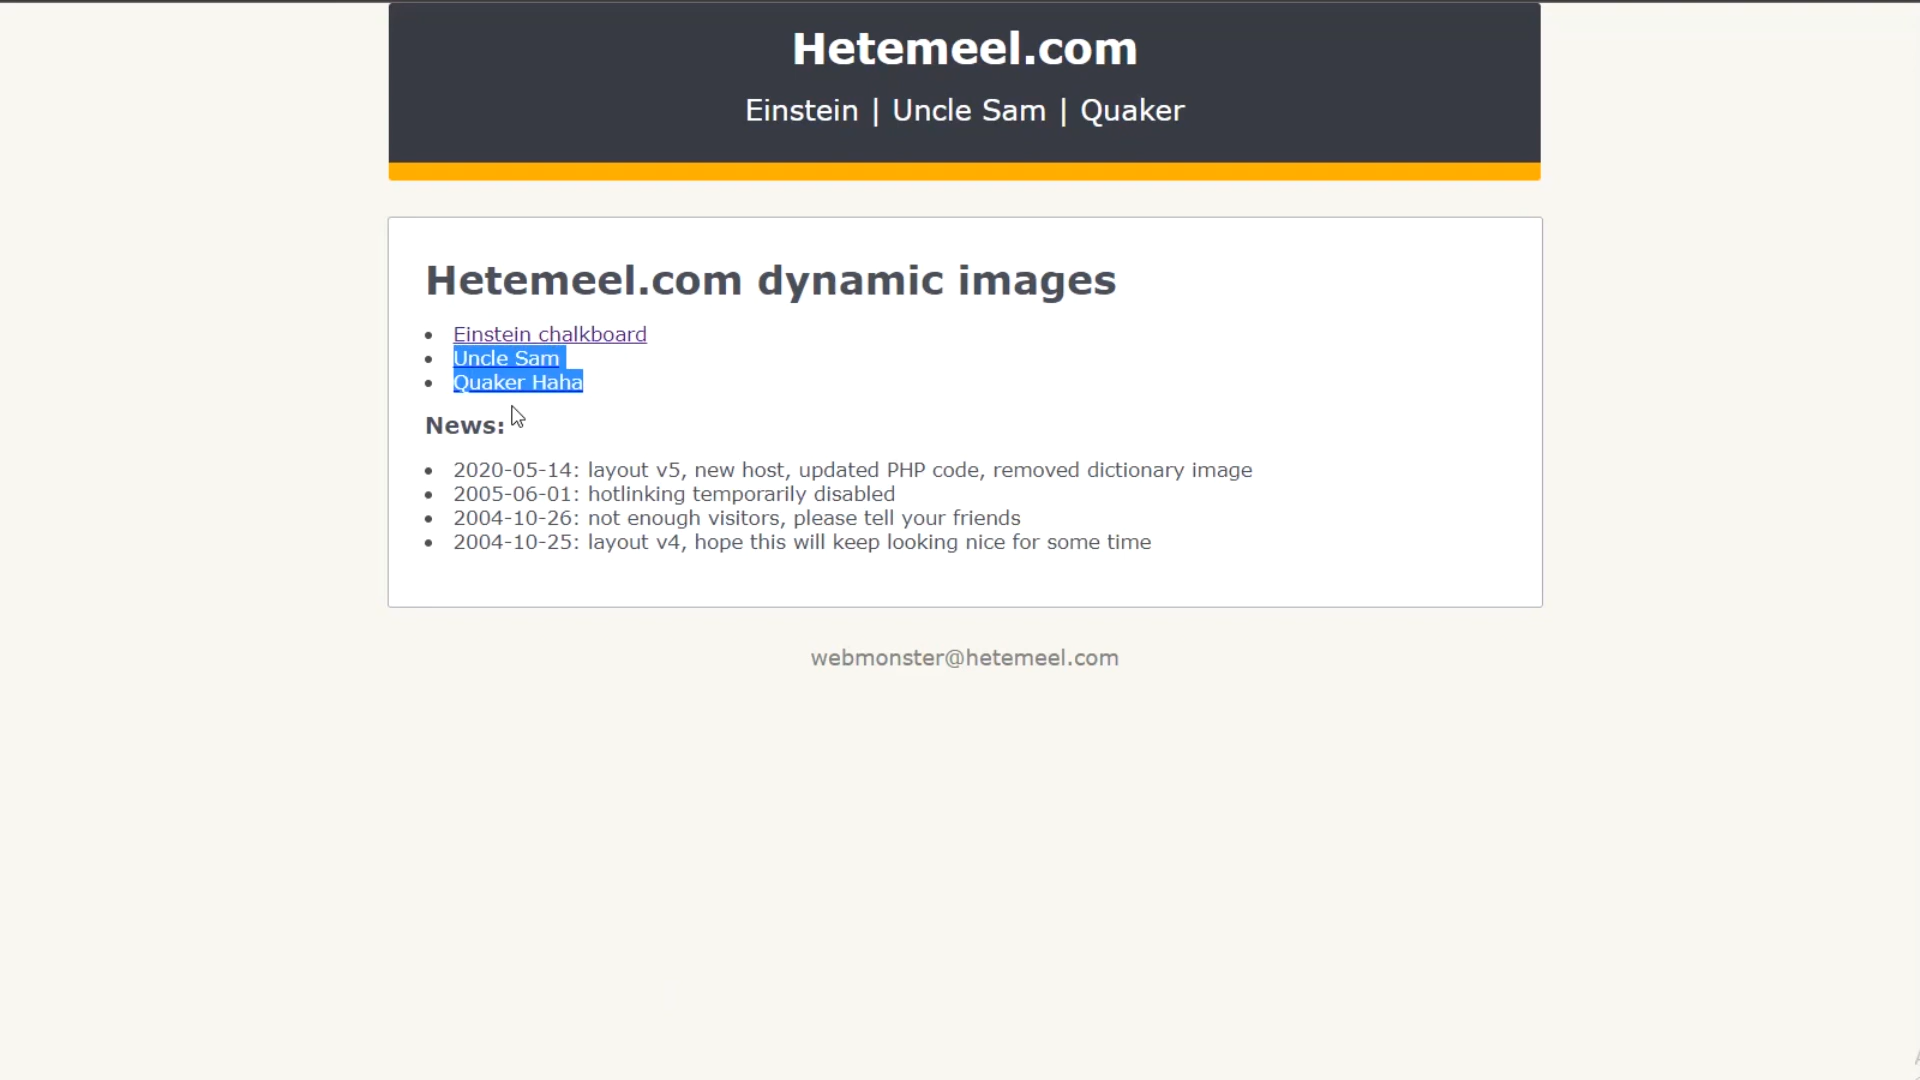 Hetemeel.com
Einstein | Uncle Sam | Quaker
Hetemeel.com dynamic images
Einstein chalkboard
Uncle Sam
Quaker Haha
News:
2020-05-14: layout v5, new host, updated PHP code, removed dictionary image
2005-06-01: hotlinking temporarily disabled
2004-10-26: not enough visitors, please tell your friends
2004-10-25: layout v4, hope this will keep looking nice for some time
webmonster@hetemeel.com